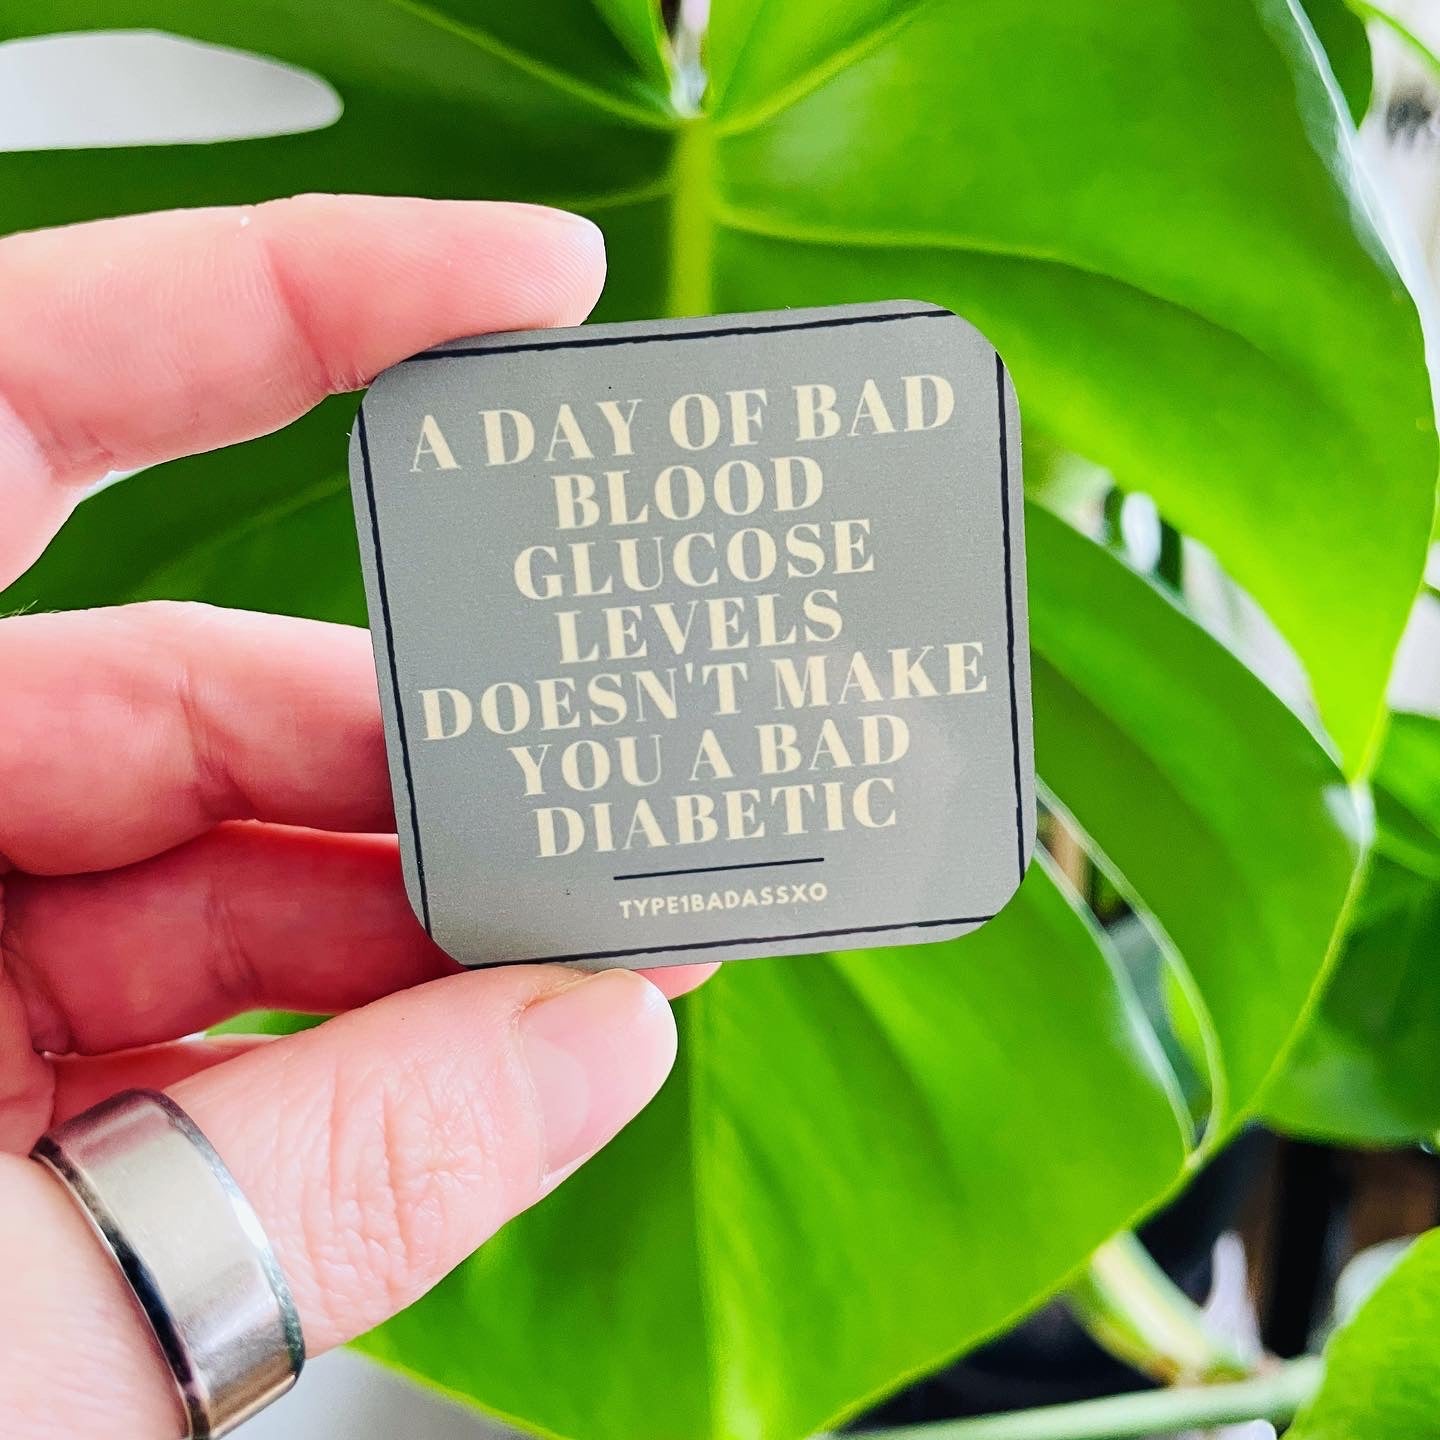 A DAY OF BAD
BLOOD
GLUCOSE
LEVELS
DOESN'T MAKE
YOU A BAD
DIABETIC
TYPE1BADASSXO